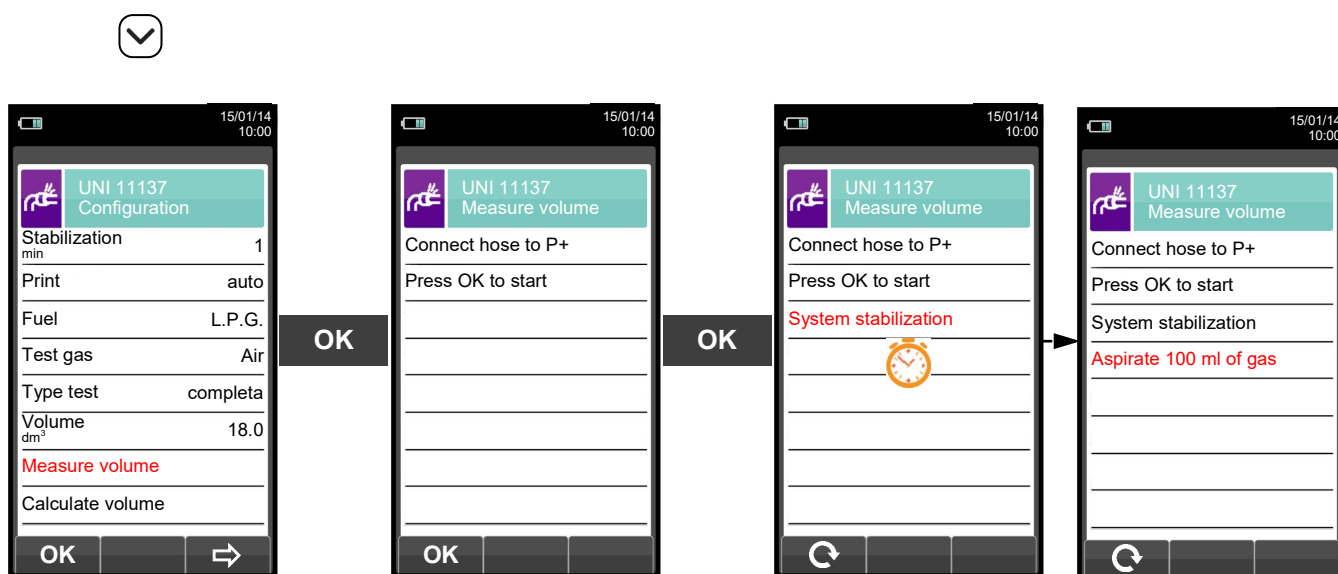 15/01/14
10:00
UNI 11137
Configuration
Stabilization
min
1
Print auto
Fuel L.P.G.
Test gas Air
Type test completa
Volume
dm³
18.0
Measure volume
Calculate volume
OK
OK
15/01/14
10:00
UNI 11137
Measure volume
Connect hose to P+
Press OK to start
OK
OK
15/01/14
10:00
UNI 11137
Measure volume
Connect hose to P+
Press OK to start
System stabilization
15/01/14
10:00
UNI 11137
Measure volume
Connect hose to P+
Press OK to start
System stabilization
Aspirate 100 ml of gas